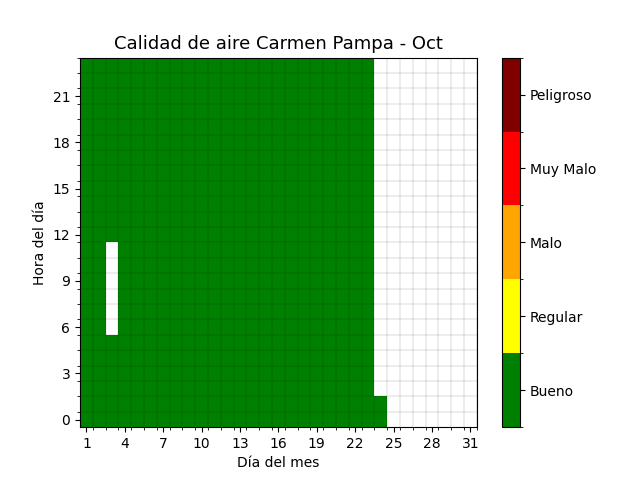 Calidad de aire Carmen Pampa - Oct
Peligroso
Muy Malo
Malo
Regular
Bueno
Hora del día
21
18
15
12
9
6
3
0
1 4 7 10 13 16 19 22 25 28 31
Día del mes